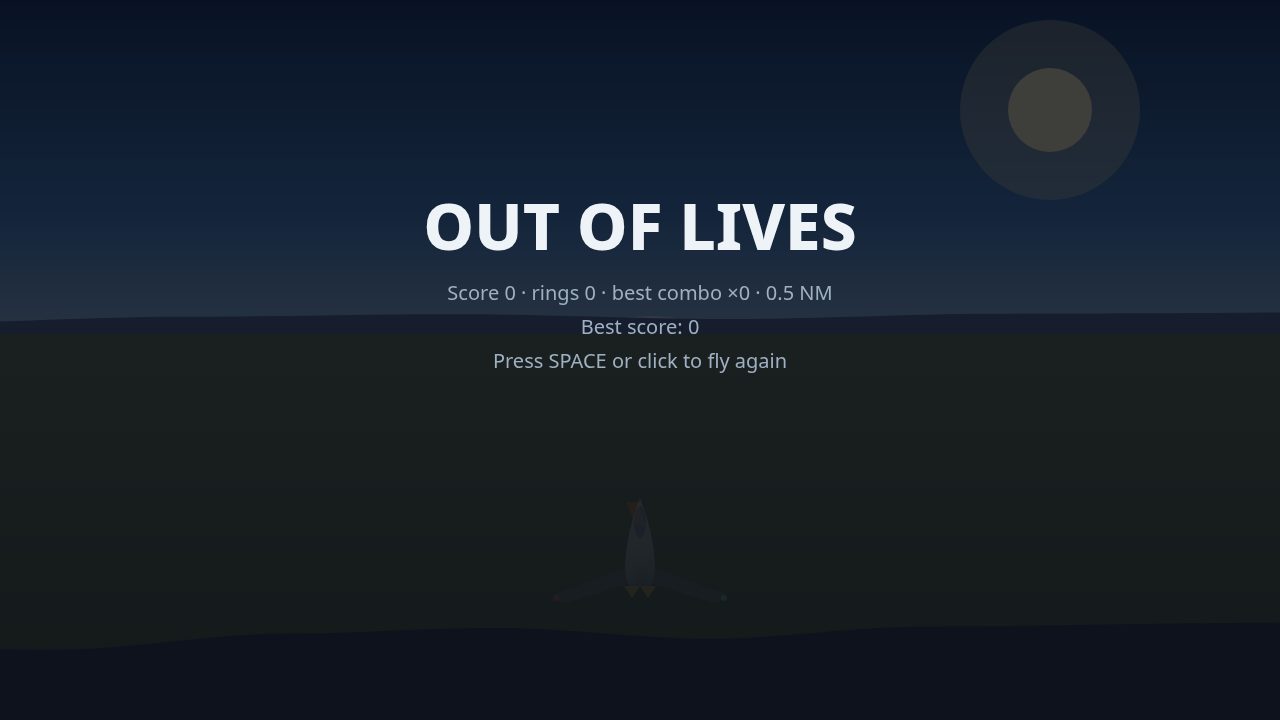 OUT OF LIVES
Score 0 · rings 0 · best combo ×0 · 0.5 NM
Best score: 0
Press SPACE or click to fly again